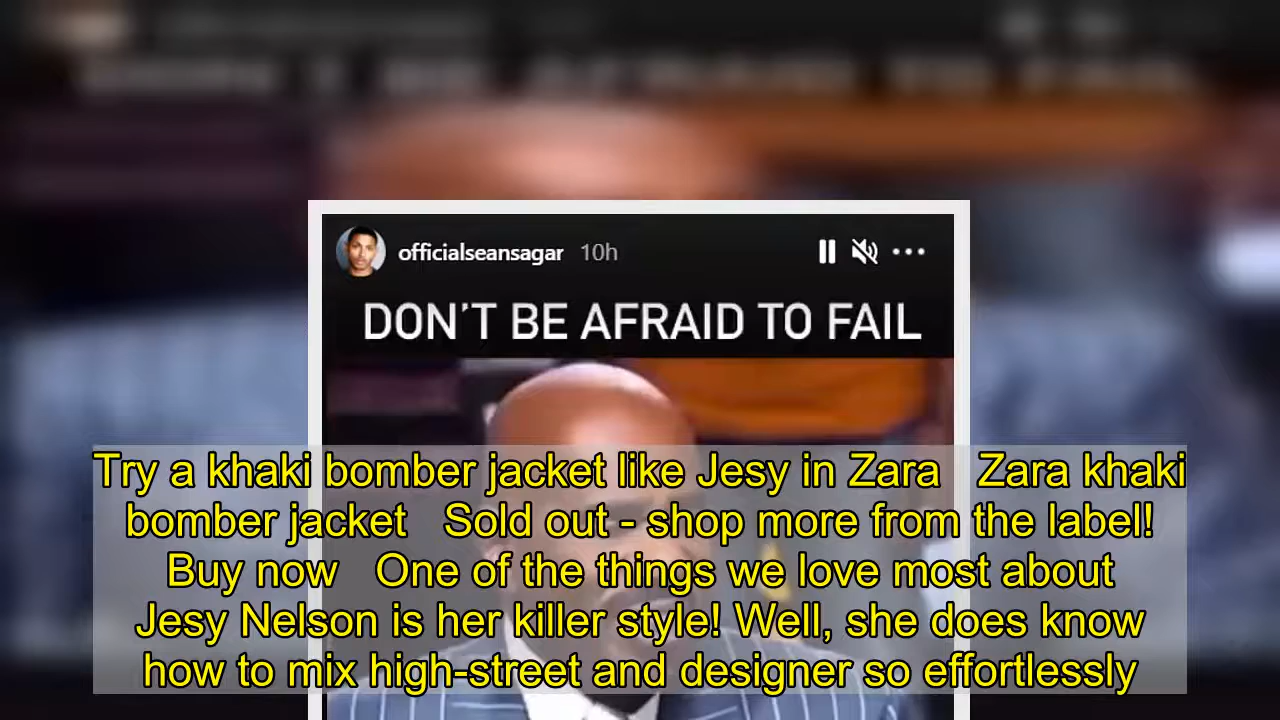 officialseansagar 10h
DON'T BE AFRAID TO FAIL
Try a khaki bomber jacket like Jesy in Zara Zara khaki
bomber jacket Sold out - shop more from the label!
Buy now One of the things we love most about
Jesy Nelson is her killer style! Well, she does know
how to mix high-street and designer so effortlessly